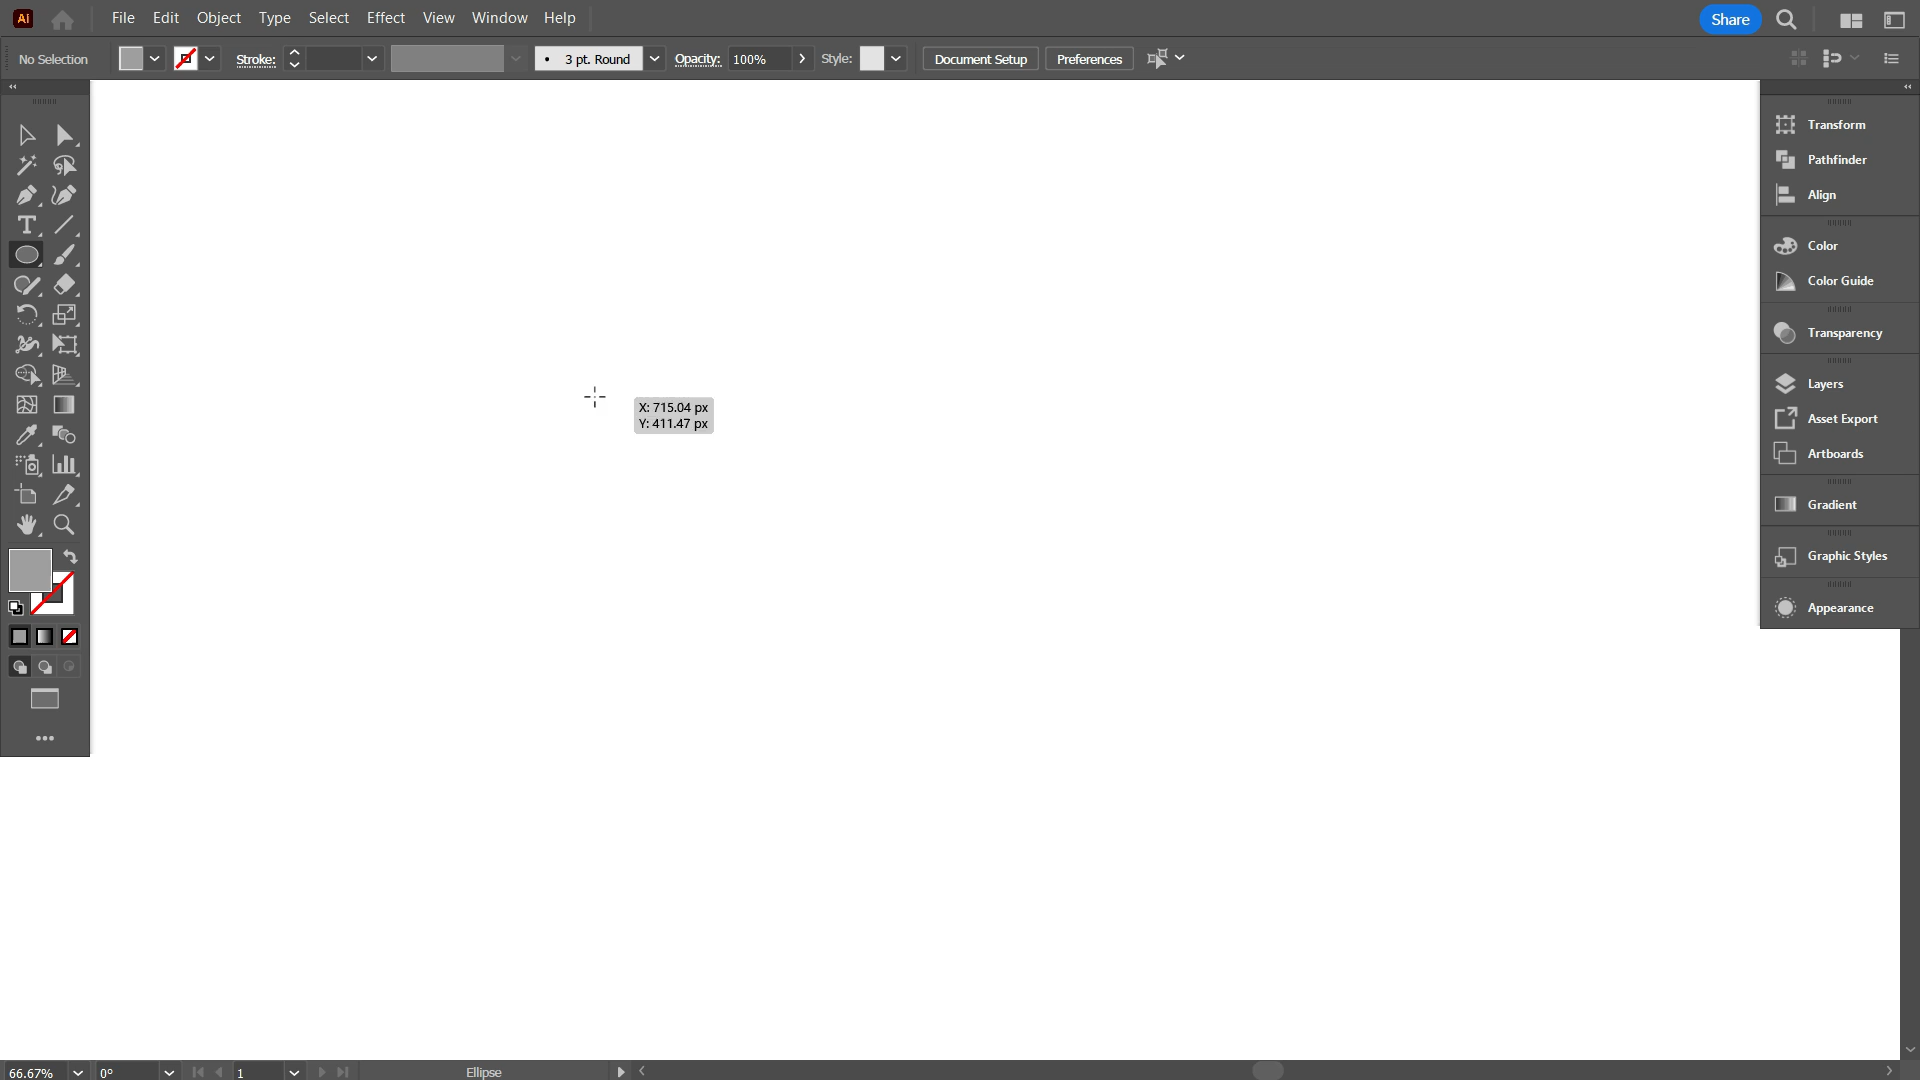 Ai
File Edit Object Type Select Effect View Window Help
Share
No Selection
Stroke:
3 pt. Round
Opacity: 100%
Style:
Document Setup
Preferences
Transform
Pathfinder
Align
Color
Color Guide
Transparency
Layers
Asset Export
Artboards
Gradient
Graphic Styles
Appearance
X: 715.04 px
Y: 411.47 px
66.67%
0°
1
Ellipse